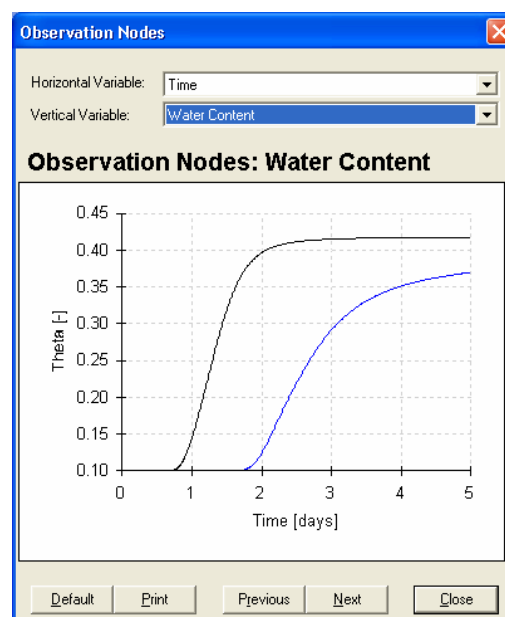 Observation Nodes
Horizontal Variable: Time
Vertical Variable: Water Content
Observation Nodes: Water Content
0.45
0.40
0.35
0.30
0.25
0.20
0.15
0.10
Theta [-]
0 1 2 3 4 5
Time [days]
Default Print Previous Next Close